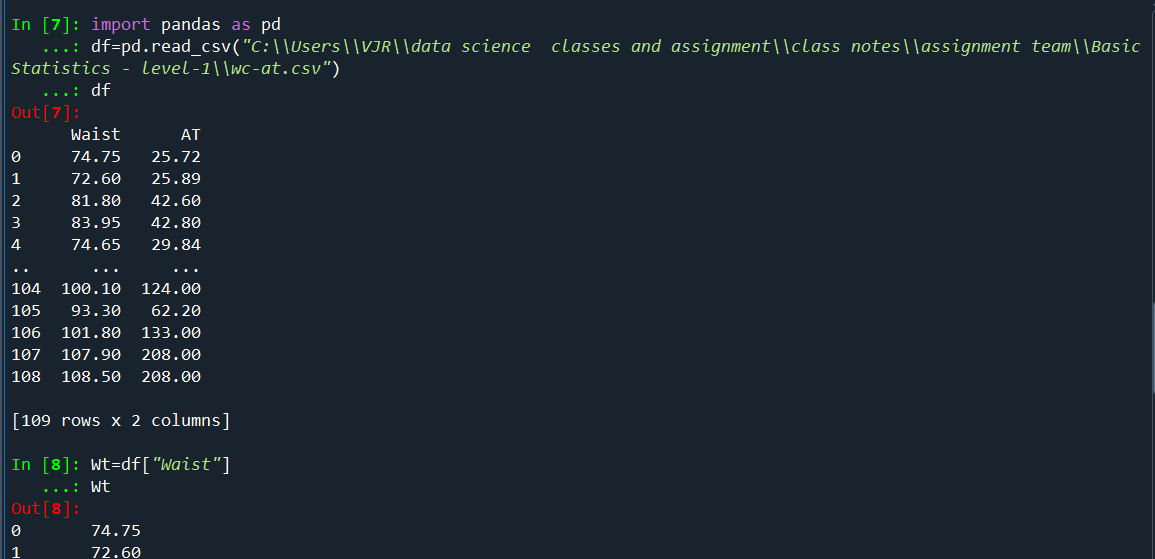 In [7]: import pandas as pd
   ...: df=pd.read_csv("C:\\Users\\VJR\\data science  classes and assignment\\class notes\\assignment team\\Basic
Statistics - level-1\\wc-at.csv")
   ...: df
Out[7]:
      Waist      AT
0     74.75   25.72
1     72.60   25.89
2     81.80   42.60
3     83.95   42.80
4     74.65   29.84
..      ...     ...
104  100.10  124.00
105   93.30   62.20
106  101.80  133.00
107  107.90  208.00
108  108.50  208.00
[109 rows x 2 columns]
In [8]: Wt=df["Waist"]
   ...: Wt
Out[8]:
0       74.75
1       72.60